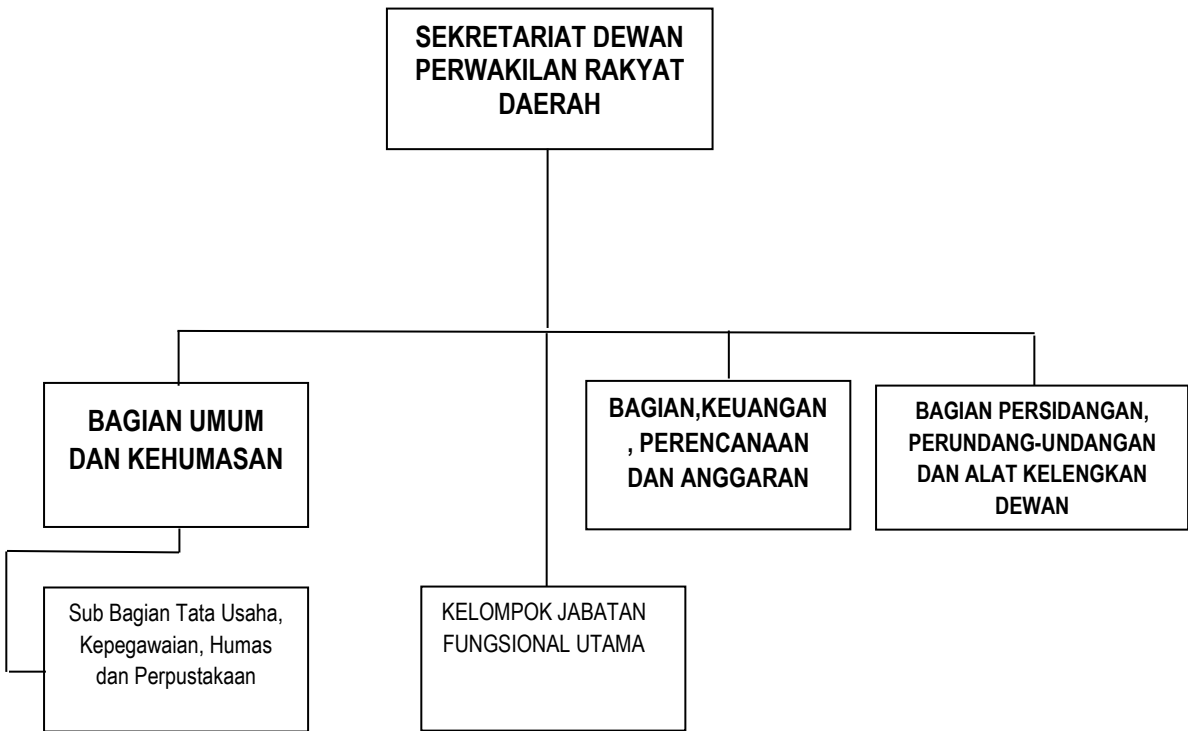 SEKRETARIAT DEWAN
PERWAKILAN RAKYAT
DAERAH
BAGIAN UMUM
DAN KEHUMASAN
BAGIAN,KEUANGAN
, PERENCANAAN
DAN ANGGARAN
BAGIAN PERSIDANGAN,
PERUNDANG-UNDANGAN
DAN ALAT KELENGKAN
DEWAN
Sub Bagian Tata Usaha,
Kepegawaian, Humas
dan Perpustakaan
KELOMPOK JABATAN
FUNGSIONAL UTAMA